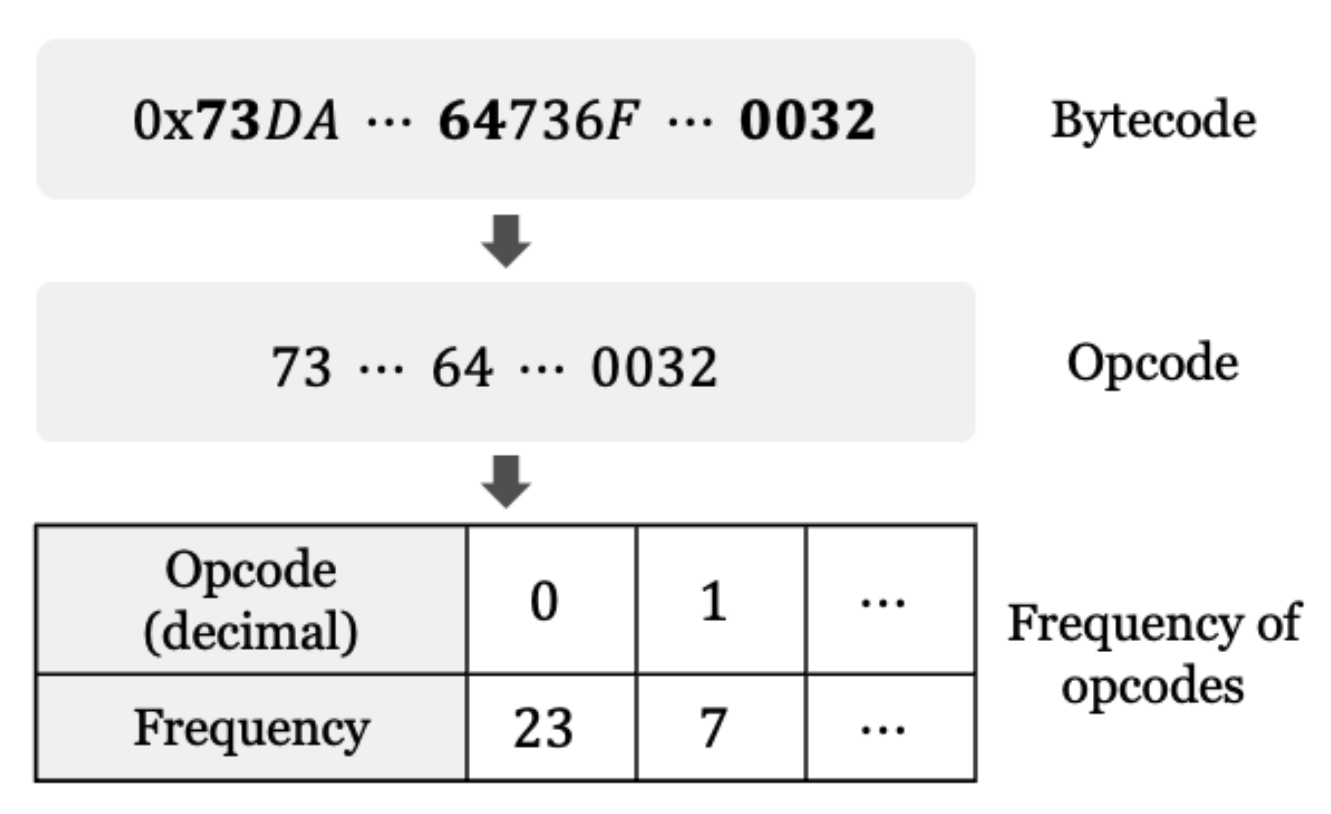 0x73DA ⋯ 64736F ⋯ 0032
Bytecode
73 ⋯ 64 ⋯ 0032
Opcode
Opcode
(decimal)
0
1
⋯
Frequency
23
7
⋯
Frequency of
opcodes